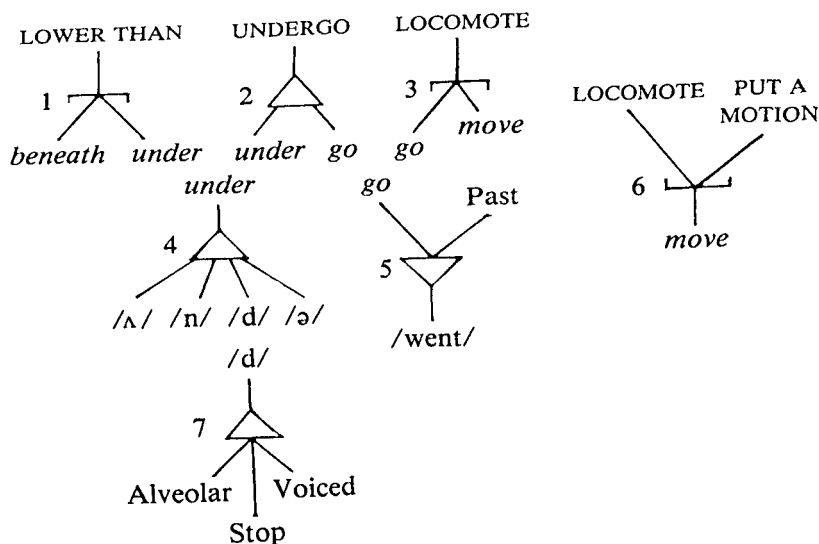 LOWER THAN UNDERGO LOCOMOTE
1 2 3
beneath under under go go move
LOCOMOTE PUT A
MOTION
6
move
under go Past
4 5
/ʌ/ /n/ /d/ /ə/ /went/
/d/
7
Alveolar Voiced
Stop